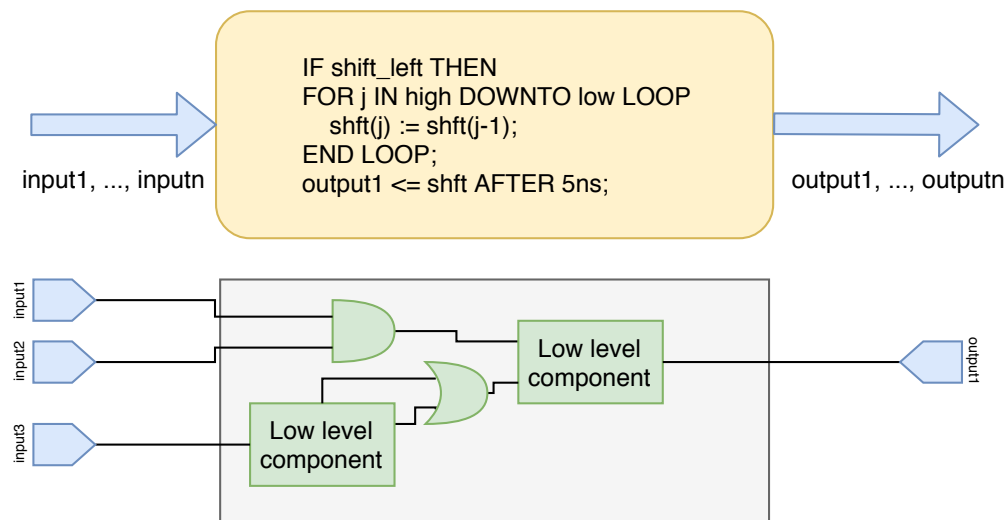 IF shift_left THEN
FOR j IN high DOWNTO low LOOP
shft(j) := shft(j-1);
END LOOP;
output1 <= shft AFTER 5ns;
input1, ..., inputn
output1, ..., outputn
input1
input2
input3
Low level
component
Low level
component
output1